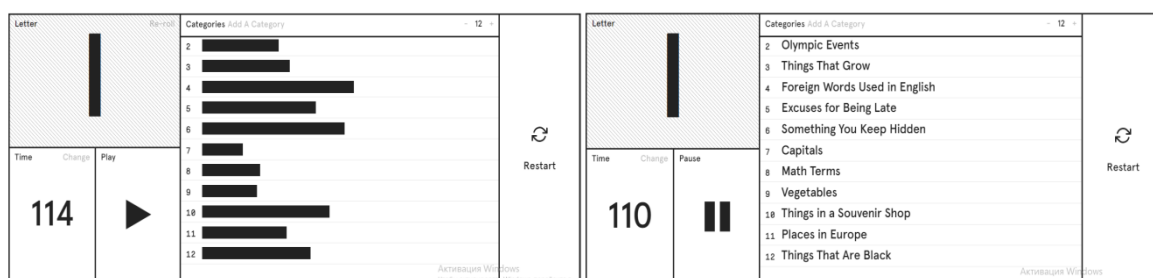 Letter Re-roll
I
Time Change
114
Play
Categories Add A Category - 12 +
2
3
4
5
6
7
8
9
10
11
12
Restart
Активация Windows
Letter
I
Time Change
110
Pause
Categories Add A Category - 12 +
2 Olympic Events
3 Things That Grow
4 Foreign Words Used in English
5 Excuses for Being Late
6 Something You Keep Hidden
7 Capitals
8 Math Terms
9 Vegetables
10 Things in a Souvenir Shop
11 Places in Europe
12 Things That Are Black
Restart
Активация Windows